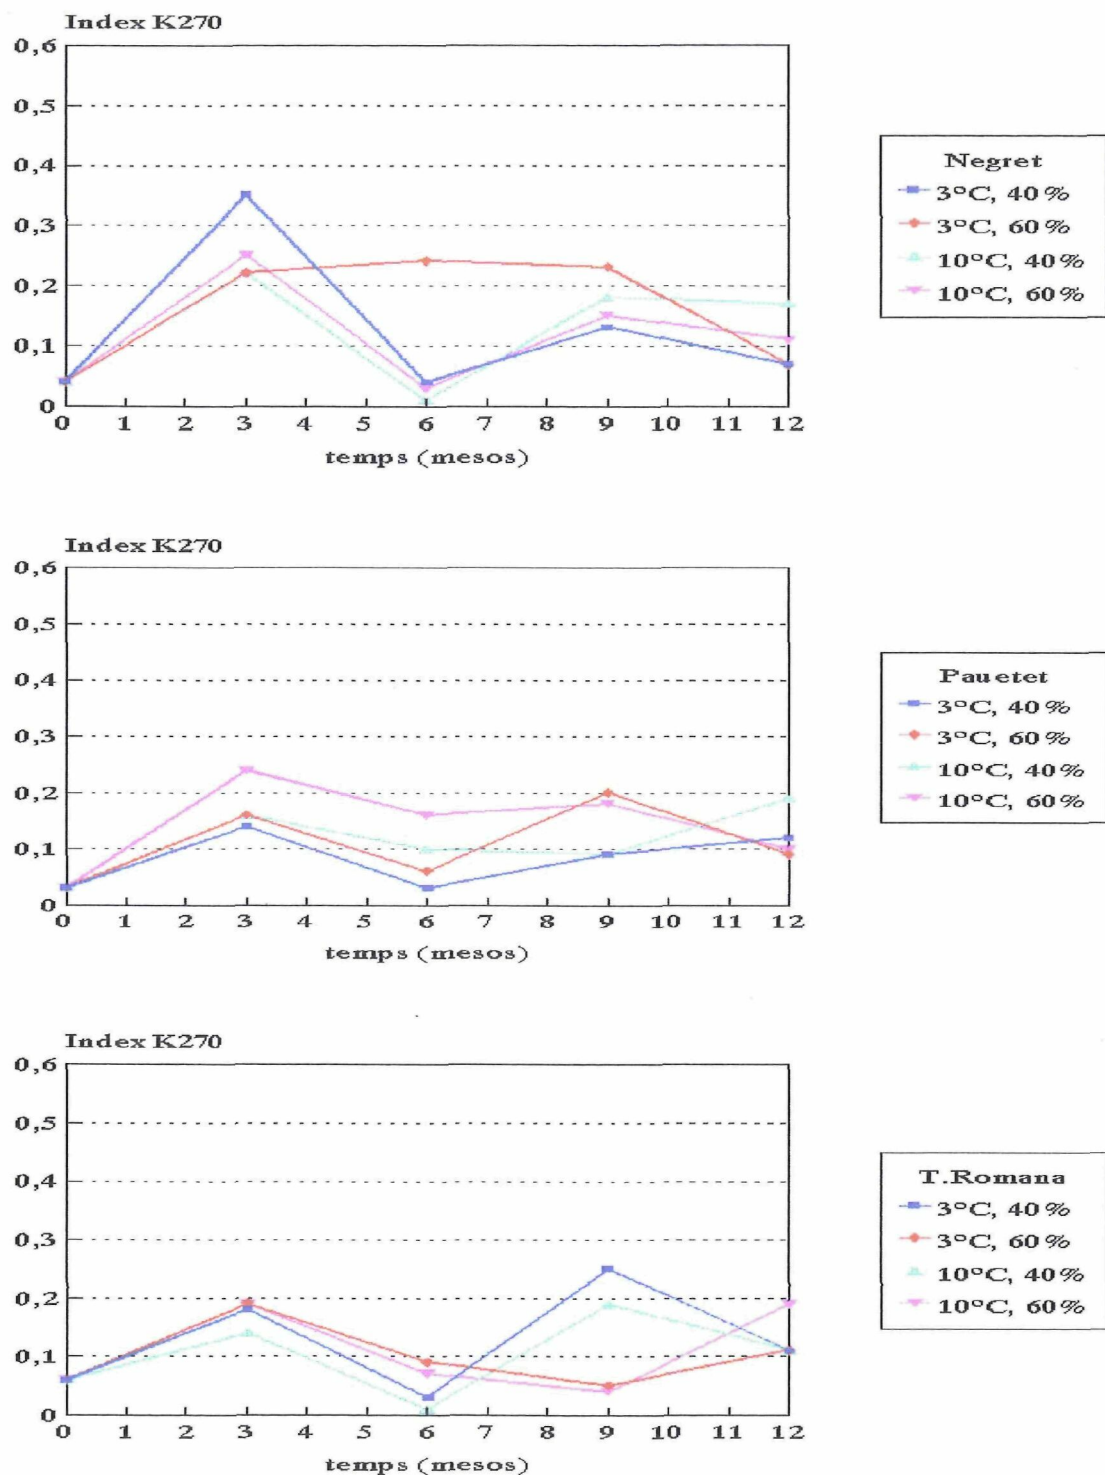 Index K270
0,6
0,5
0,4
0,3
0,2
0,1
0
0 1 2 3 4 5 6 7 8 9 10 11 12
temps (mesos)
Negret
3°C, 40%
3°C, 60%
10°C, 40%
10°C, 60%
Index K270
0,6
0,5
0,4
0,3
0,2
0,1
0
0 1 2 3 4 5 6 7 8 9 10 11 12
temps (mesos)
Pauetet
3°C, 40%
3°C, 60%
10°C, 40%
10°C, 60%
Index K270
0,6
0,5
0,4
0,3
0,2
0,1
0
0 1 2 3 4 5 6 7 8 9 10 11 12
temps (mesos)
T.Romana
3°C, 40%
3°C, 60%
10°C, 40%
10°C, 60%